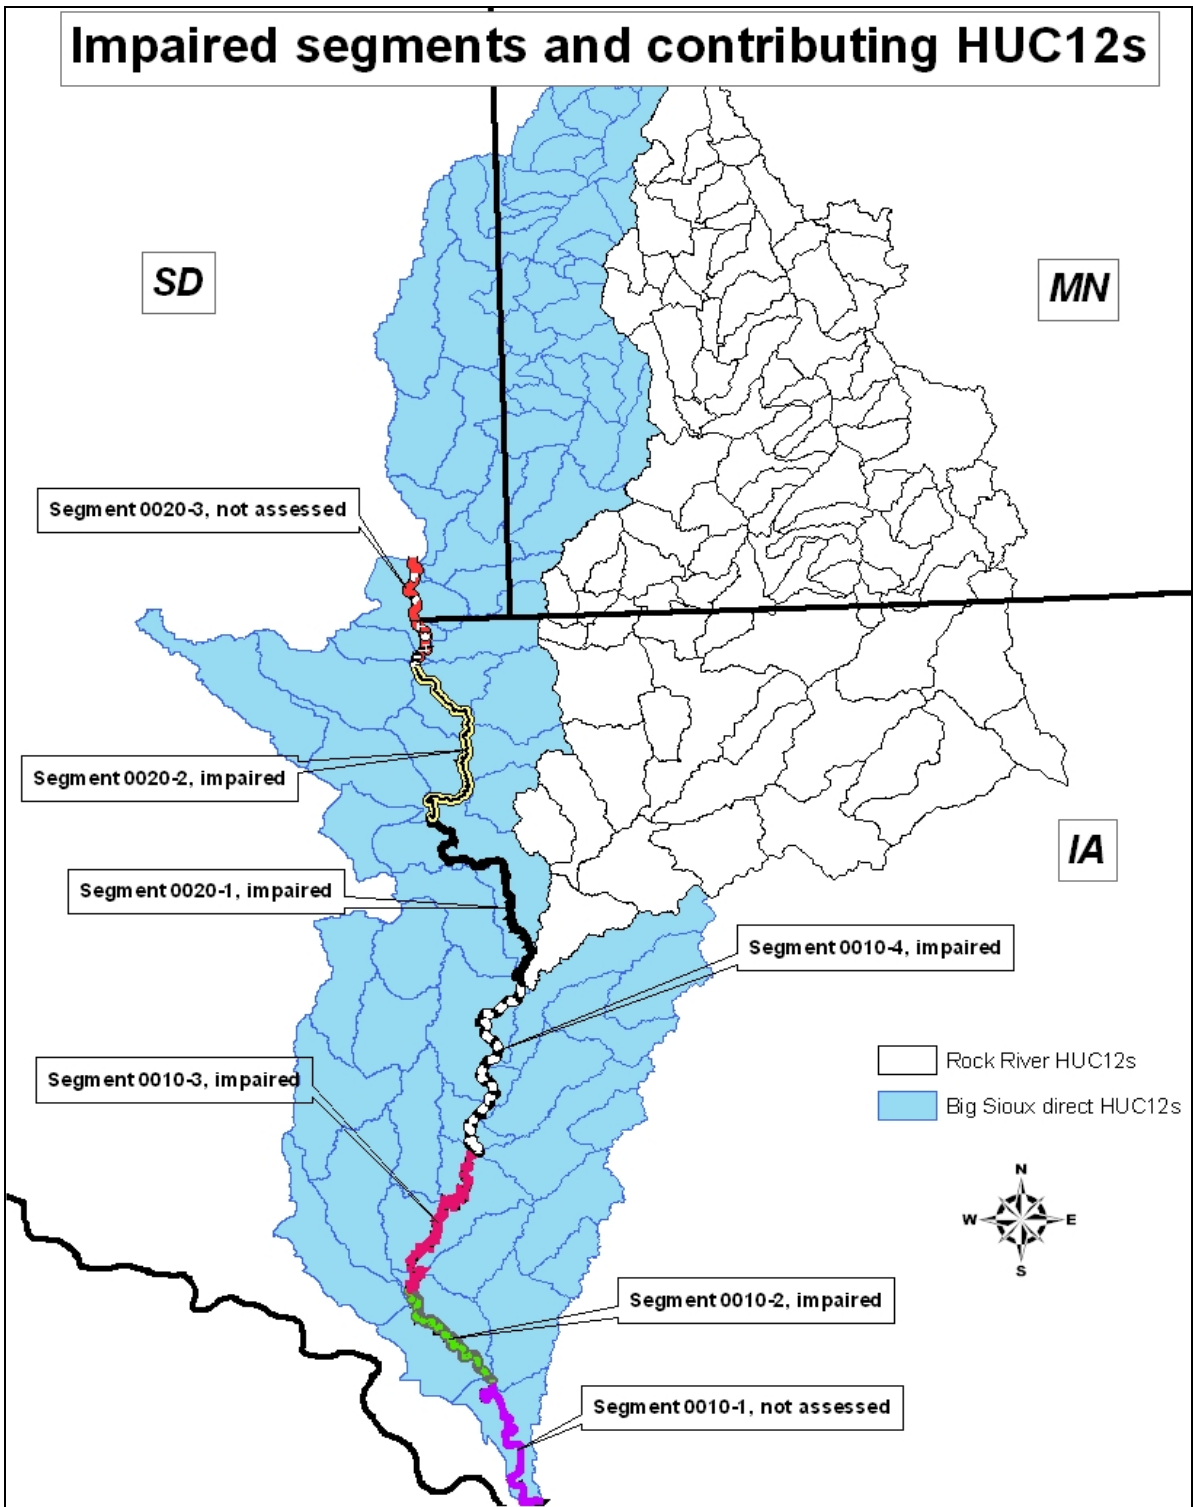 Impaired segments and contributing HUC12s
SD
MN
Segment 0020-3, not assessed
Segment 0020-2, impaired
IA
Segment 0020-1, impaired
Segment 0010-4, impaired
Rock River HUC12s
Segment 0010-3, impaired
Big Sioux direct HUC12s
N
W
E
S
Segment 0010-2, impaired
Segment 0010-1, not assessed